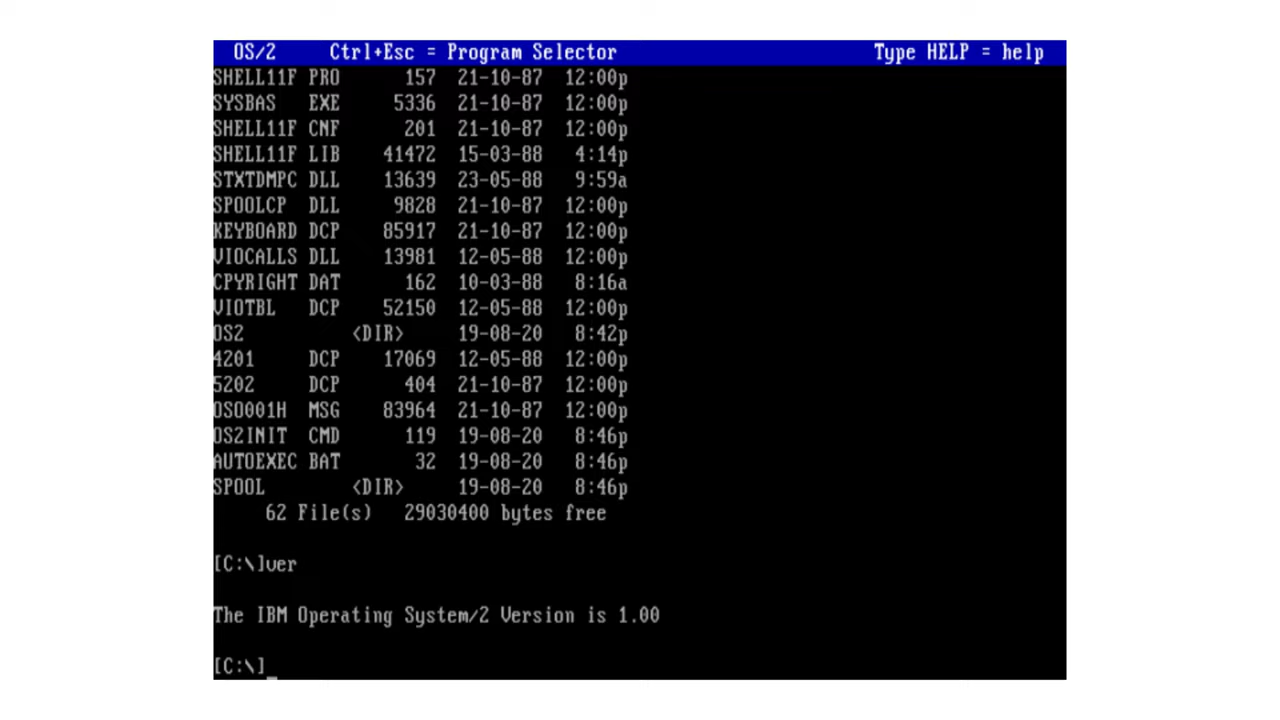 OS/2     Ctrl+Esc = Program Selector                        Type HELP = help
SHELL11F PRO      157  21-10-87  12:00p
SYSBAS   EXE     5336  21-10-87  12:00p
SHELL11F CNF      201  21-10-87  12:00p
SHELL11F LIB    41472  15-03-88   4:14p
STXTDMPC DLL    13639  23-05-88   9:59a
SPOOLCP  DLL     9828  21-10-87  12:00p
KEYBOARD DCP    85917  21-10-87  12:00p
VIOCALLS DLL    13981  12-05-88  12:00p
CPYRIGHT DAT      162  10-03-88   8:16a
VIOTBL   DCP    52150  12-05-88  12:00p
OS2          <DIR>     19-08-20   8:42p
4201     DCP    17069  12-05-88  12:00p
5202     DCP      404  21-10-87  12:00p
OSO001H  MSG    83964  21-10-87  12:00p
OS2INIT  CMD      119  19-08-20   8:46p
AUTOEXEC BAT       32  19-08-20   8:46p
SPOOL        <DIR>     19-08-20   8:46p
     62 File(s)   29030400 bytes free
[C:\]ver
The IBM Operating System/2 Version is 1.00
[C:\]